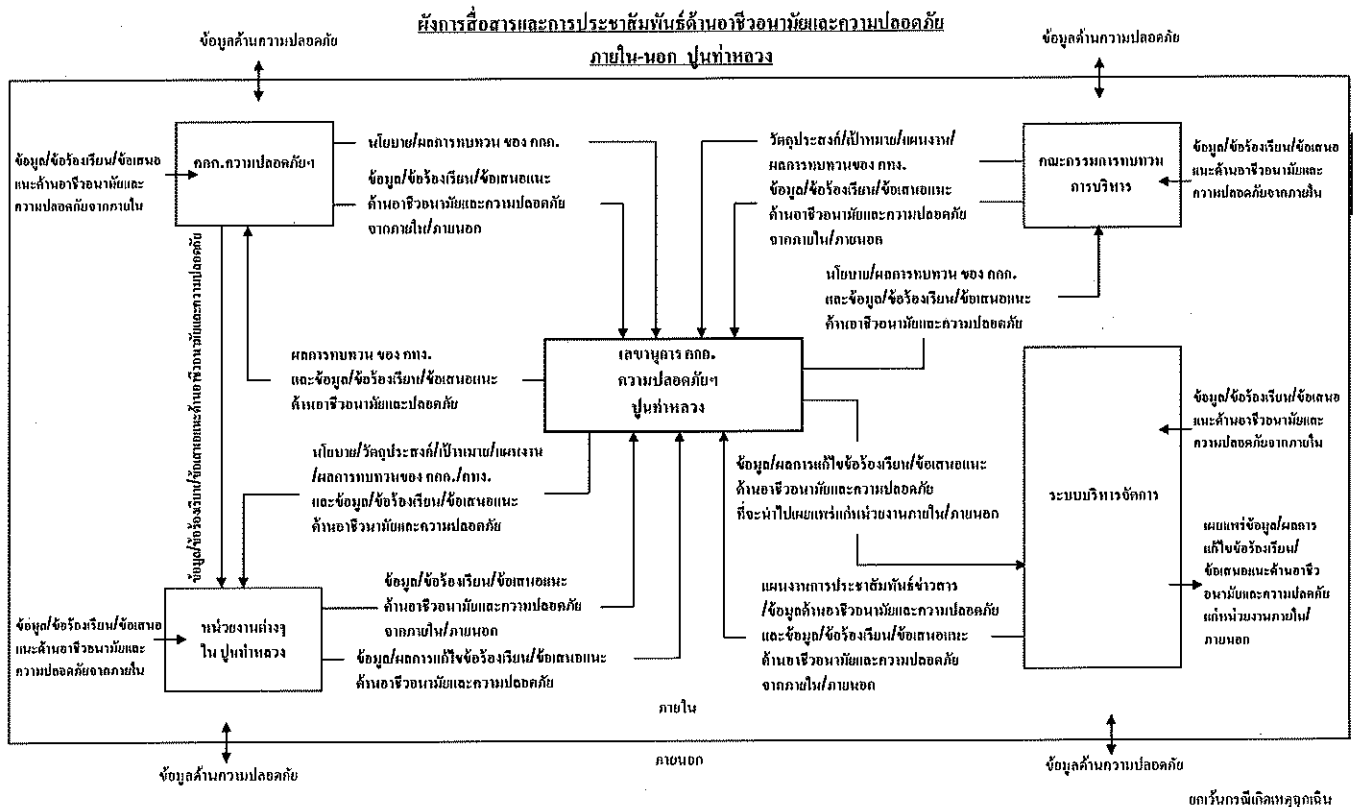 ผังการสื่อสารและการประชาสัมพันธ์ด้านอาชีวอนามัยและความปลอดภัย
ภายใน-นอก ปูนท่าหลวง
ข้อมูลด้านความปลอดภัย
ข้อมูลด้านความปลอดภัย
ข้อมูล/ข้อร้องเรียน/ข้อเสนอ
แนะด้านอาชีวอนามัยและ
ความปลอดภัยจากภายใน
คกก.ความปลอดภัยฯ
นโยบาย/ผลการทบทวน ของ คกก.
ข้อมูล/ข้อร้องเรียน/ข้อเสนอแนะ
ด้านอาชีวอนามัยและความปลอดภัย
จากภายใน/ภายนอก
วัตถุประสงค์/เป้าหมาย/แผนงาน/
ผลการทบทวนของ คทง.
ข้อมูล/ข้อร้องเรียน/ข้อเสนอแนะ
ด้านอาชีวอนามัยและความปลอดภัย
จากภายใน/ภายนอก
คณะกรรมการทบทวน
การบริหาร
ข้อมูล/ข้อร้องเรียน/ข้อเสนอ
แนะด้านอาชีวอนามัยและ
ความปลอดภัยจากภายใน
นโยบาย/ผลการทบทวน ของ คกก.
และข้อมูล/ข้อร้องเรียน/ข้อเสนอแนะ
ด้านอาชีวอนามัยและความปลอดภัย
ข้อมูล/ข้อร้องเรียน/ข้อเสนอแนะด้านอาชีวอนามัยและความปลอดภัย
ผลการทบทวน ของ คทง.
และข้อมูล/ข้อร้องเรียน/ข้อเสนอแนะ
ด้านอาชีวอนามัยและปลอดภัย
เลขานุการ คกก.
ความปลอดภัยฯ
ปูนท่าหลวง
ข้อมูล/ข้อร้องเรียน/ข้อเสนอ
แนะด้านอาชีวอนามัยและ
ความปลอดภัยจากภายใน
นโยบาย/วัตถุประสงค์/เป้าหมาย/แผนงาน
/ผลการทบทวนของ คกก./คทง.
และข้อมูล/ข้อร้องเรียน/ข้อเสนอแนะ
ด้านอาชีวอนามัยและความปลอดภัย
ข้อมูล/ผลการแก้ไขข้อร้องเรียน/ข้อเสนอแนะ
ด้านอาชีวอนามัยและความปลอดภัย
ที่จะนำไปเผยแพร่แก่หน่วยงานภายใน/ภายนอก
ระบบบริหารจัดการ
เผยแพร่ข้อมูล/ผลการ
แก้ไขข้อร้องเรียน/
ข้อเสนอแนะด้านอาชีว
อนามัยและความปลอดภัย
แก่หน่วยงานภายใน/
ภายนอก
ข้อมูล/ข้อร้องเรียน/ข้อเสนอ
แนะด้านอาชีวอนามัยและ
ความปลอดภัยจากภายใน
หน่วยงานต่างๆ
ใน ปูนท่าหลวง
ข้อมูล/ข้อร้องเรียน/ข้อเสนอแนะ
ด้านอาชีวอนามัยและความปลอดภัย
จากภายใน/ภายนอก
ข้อมูล/ผลการแก้ไขข้อร้องเรียน/ข้อเสนอแนะ
ด้านอาชีวอนามัยและความปลอดภัย
แผนงานการประชาสัมพันธ์ข่าวสาร
/ข้อมูลด้านอาชีวอนามัยและความปลอดภัย
และข้อมูล/ข้อร้องเรียน/ข้อเสนอแนะ
ด้านอาชีวอนามัยและความปลอดภัย
จากภายใน/ภายนอก
ภายใน
ภายนอก
ข้อมูลด้านความปลอดภัย
ข้อมูลด้านความปลอดภัย
ยกเว้นกรณีเกิดเหตุฉุกเฉิน